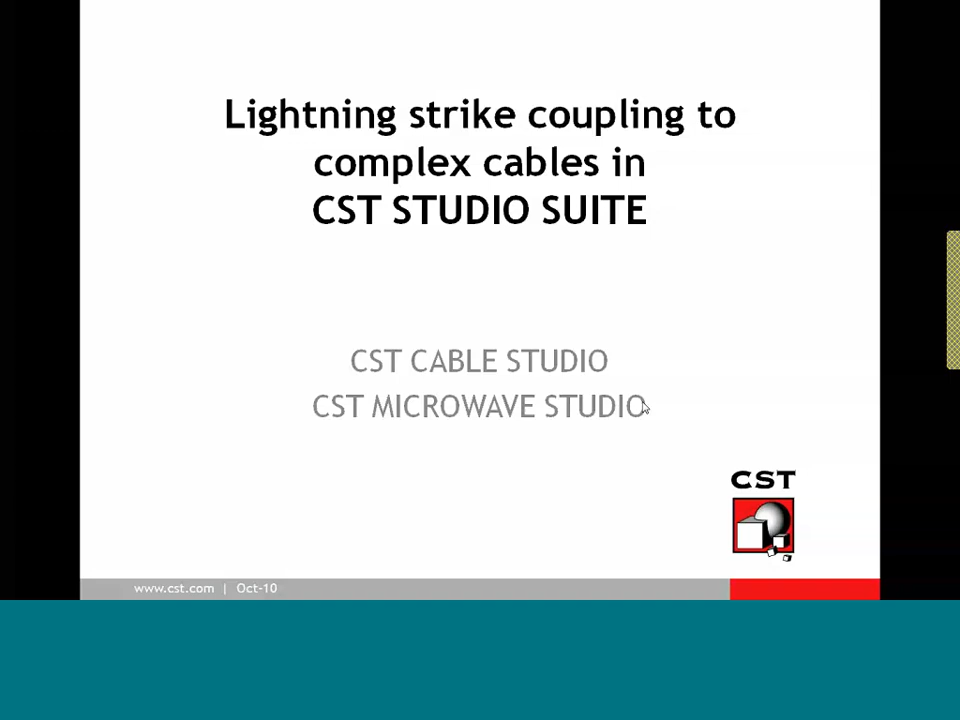 Lightning strike coupling to
complex cables in
CST STUDIO SUITE
CST CABLE STUDIO
CST MICROWAVE STUDIO
CST
www.cst.com | Oct-10